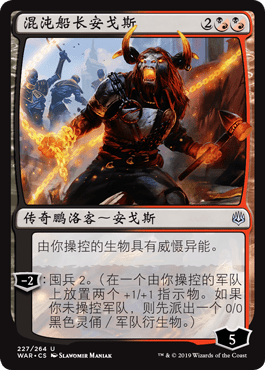 混沌船长安戈斯 2
传奇鹏洛客～安戈斯
由你操控的生物具有威慑异能。
-2：囤兵 2。（在一个由你操控的军队
上放置两个 +1/+1 指示物。如果
你未操控军队，则先派出一个 0/0
黑色灵俑／军队衍生物。）
5
227/264 U
WAR • CS SLAWOMIR MANIAK
™ & © 2019 Wizards of the Coast